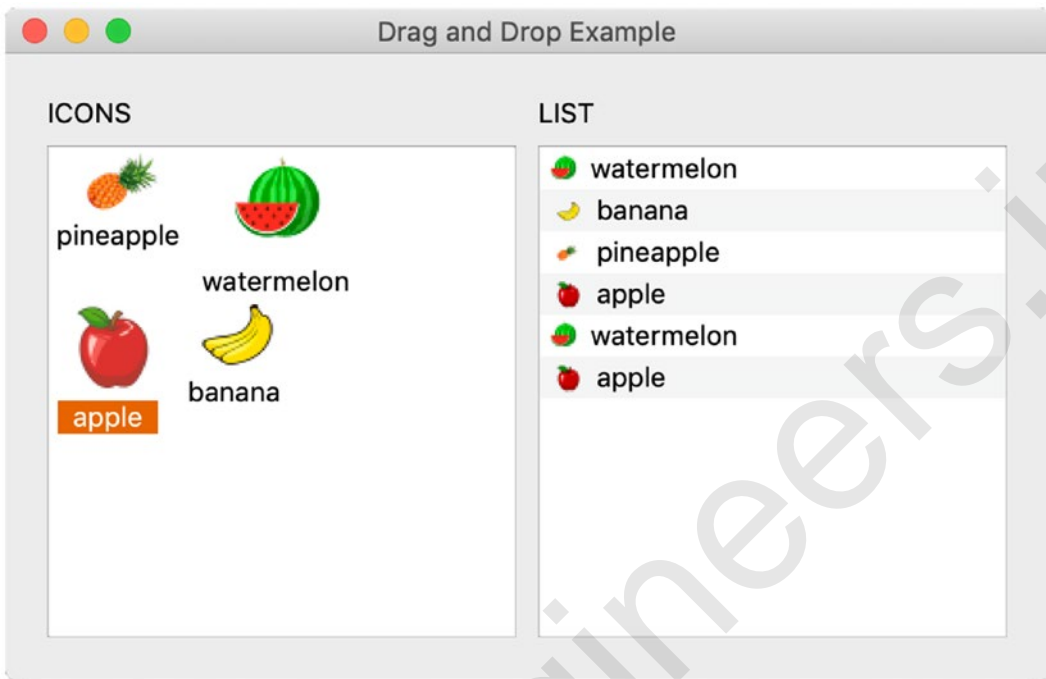 Drag and Drop Example
ICONS
pineapple
watermelon
apple
banana
LIST
watermelon
banana
pineapple
apple
watermelon
apple